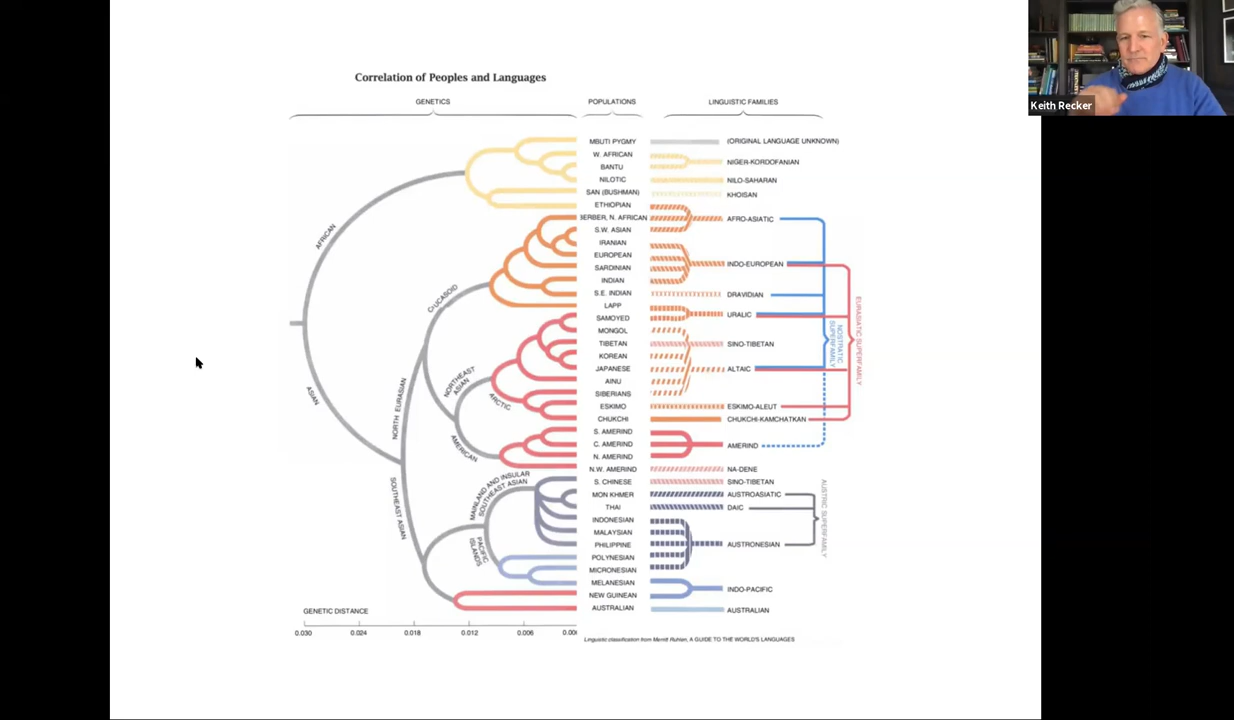 Keith Recker
Correlation of Peoples and Languages
GENETICS
POPULATIONS
LINGUISTIC FAMILIES
MBUTI PYGMY
(ORIGINAL LANGUAGE UNKNOWN)
W. AFRICAN
BANTU
NIGER-KORDOFANIAN
NILOTIC
NILO-SAHARAN
SAN (BUSHMAN)
KHOISAN
ETHIOPIAN
BERBER, N. AFRICAN
AFRO-ASIATIC
S.W. ASIAN
IRANIAN
EUROPEAN
INDO-EUROPEAN
SARDINIAN
INDIAN
S.E. INDIAN
DRAVIDIAN
LAPP
URALIC
SAMOYED
MONGOL
TIBETAN
SINO-TIBETAN
KOREAN
JAPANESE
ALTAIC
AINU
SIBERIANS
ESKIMO
ESKIMO-ALEUT
CHUKCHI
CHUKCHI-KAMCHATKAN
S. AMERIND
C. AMERIND
AMERIND
N. AMERIND
N.W. AMERIND
NA-DENE
S. CHINESE
SINO-TIBETAN
MON KHMER
AUSTROASIATIC
THAI
DAIC
INDONESIAN
MALAYSIAN
PHILIPPINE
AUSTRONESIAN
POLYNESIAN
MICRONESIAN
MELANESIAN
INDO-PACIFIC
NEW GUINEAN
AUSTRALIAN
AUSTRALIAN
AFRICAN
ASIAN
NORTH EURASIAN
SOUTHEAST ASIAN
NORTHEAST
ASIAN
ARCTIC
AMERICAN
MAINLAND AND INSULAR
SOUTHEAST ASIAN
PACIFIC
ISLANDS
NOSTRATIC
SUPERFAMILY
EURASIATIC SUPERFAMILY
AUSTRIC SUPERFAMILY
GENETIC DISTANCE
0.030
0.024
0.018
0.012
0.006
0.00
Linguistic classification from Merritt Ruhlen, A GUIDE TO THE WORLD'S LANGUAGES